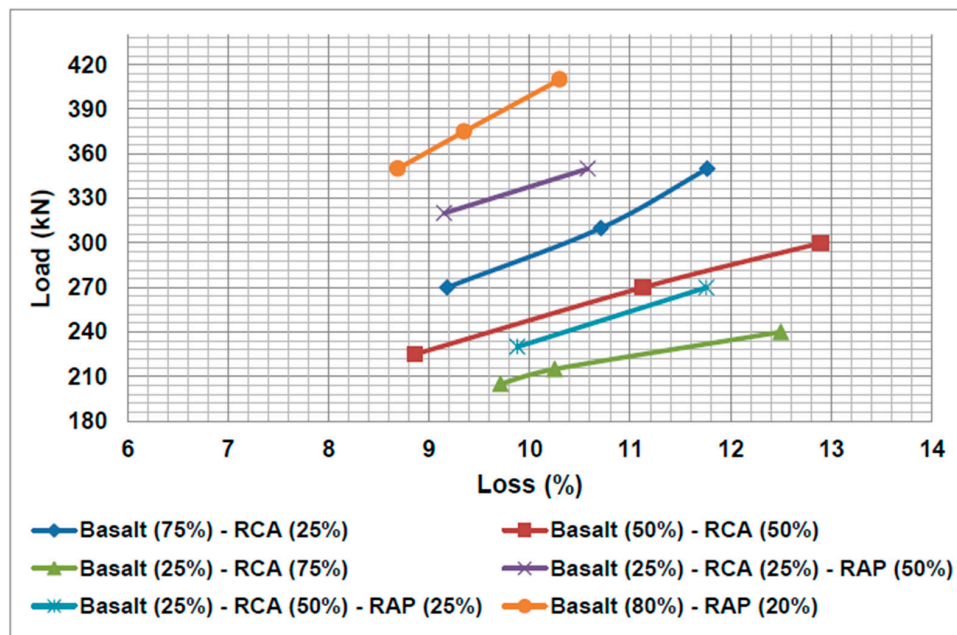 Load (kN)
420
390
360
330
300
270
240
210
180
6 7 8 9 10 11 12 13 14
Loss (%)
Basalt (75%) - RCA (25%) Basalt (50%) - RCA (50%)
Basalt (25%) - RCA (75%) Basalt (25%) - RCA (25%) - RAP (50%)
Basalt (25%) - RCA (50%) - RAP (25%) Basalt (80%) - RAP (20%)